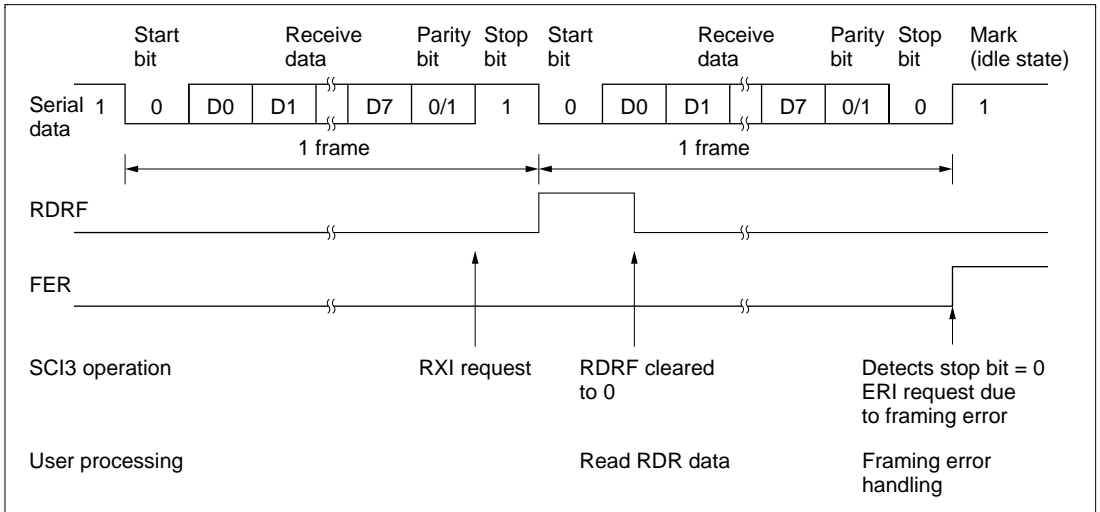 Start bit Receive data Parity bit Stop bit Start bit Receive data Parity bit Stop bit Mark (idle state)
Serial data 1 0 D0 D1 D7 0/1 1 0 D0 D1 D7 0/1 0 1
1 frame 1 frame
RDRF
FER
SCI3 operation RXI request RDRF cleared to 0 Detects stop bit = 0 ERI request due to framing error
User processing Read RDR data Framing error handling